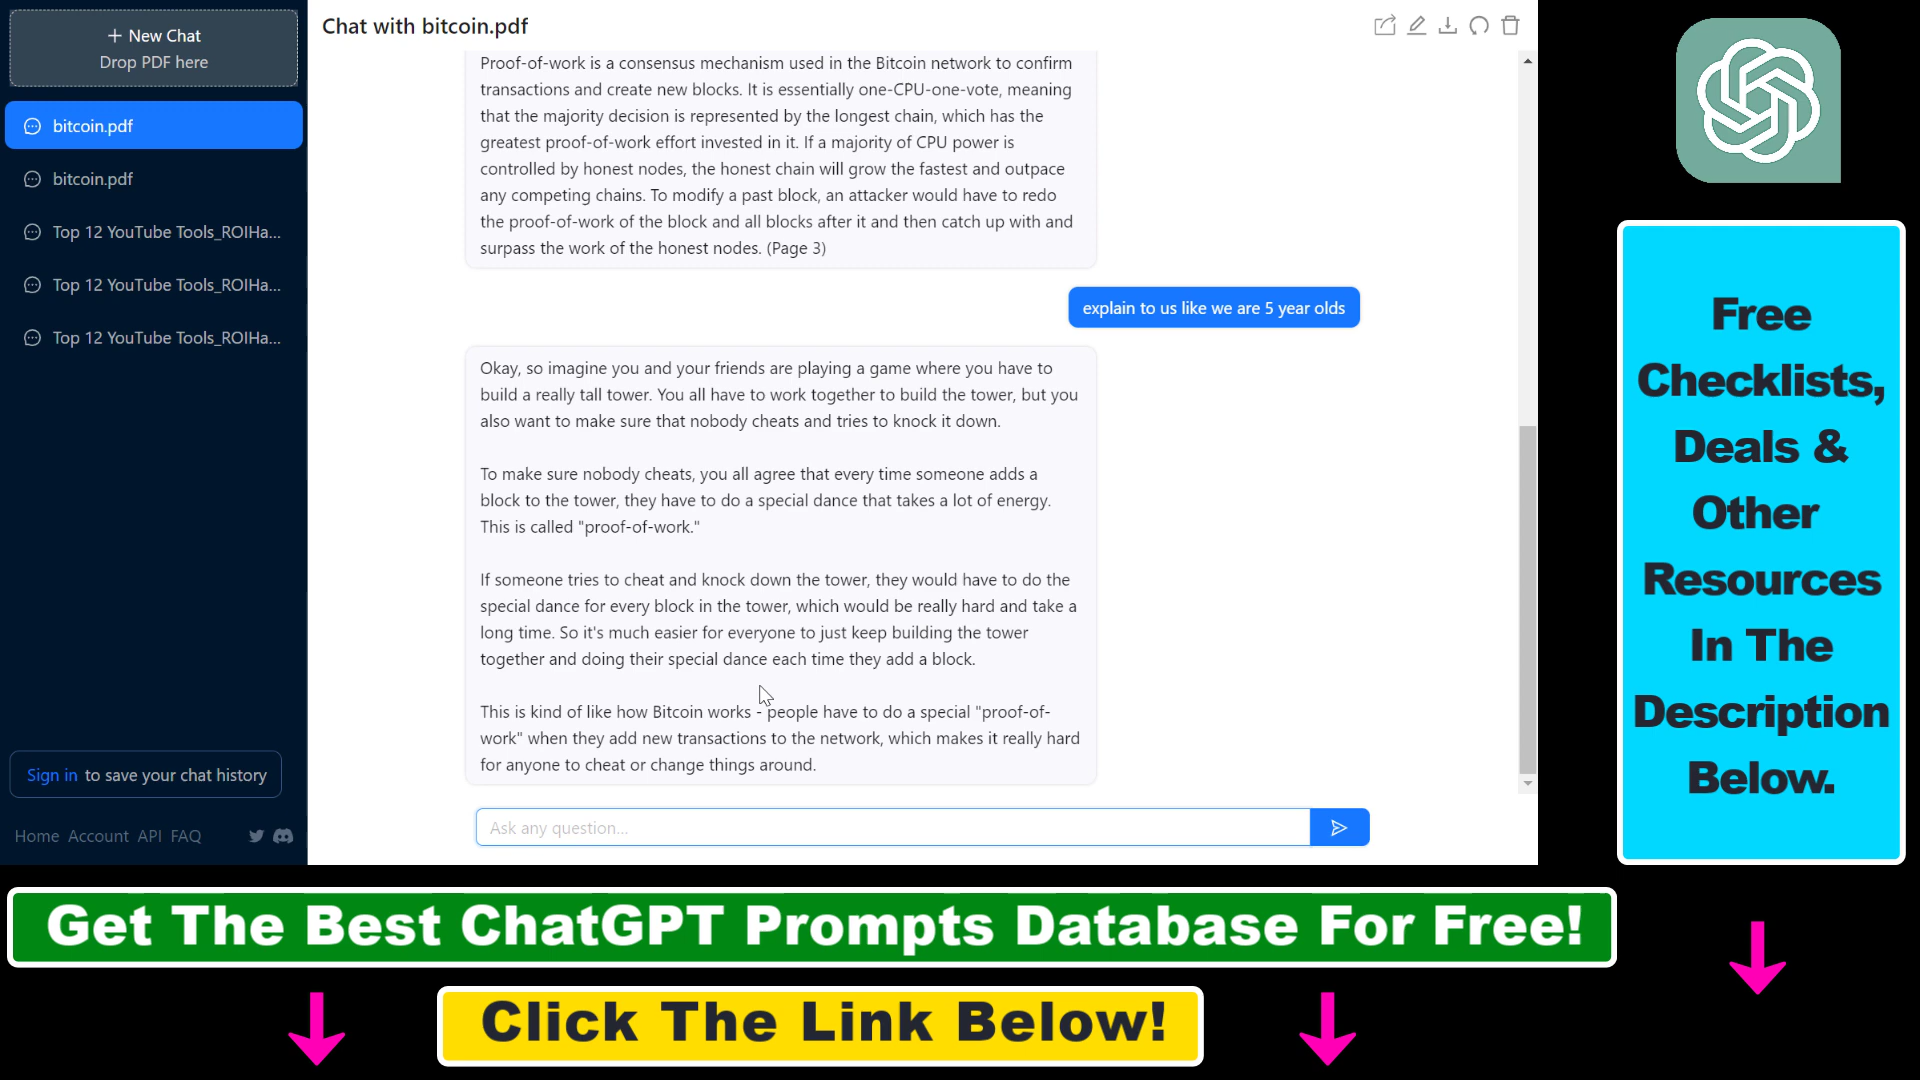 New Chat
Drop PDF here
bitcoin.pdf
bitcoin.pdf
Top 12 YouTube Tools_ROIHa...
Top 12 YouTube Tools_ROIHa...
Top 12 YouTube Tools_ROIHa...
Sign in to save your chat history
Home Account API FAQ
Chat with bitcoin.pdf
Proof-of-work is a consensus mechanism used in the Bitcoin network to confirm
transactions and create new blocks. It is essentially one-CPU-one-vote, meaning
that the majority decision is represented by the longest chain, which has the
greatest proof-of-work effort invested in it. If a majority of CPU power is
controlled by honest nodes, the honest chain will grow the fastest and outpace
any competing chains. To modify a past block, an attacker would have to redo
the proof-of-work of the block and all blocks after it and then catch up with and
surpass the work of the honest nodes. (Page 3)
explain to us like we are 5 year olds
Okay, so imagine you and your friends are playing a game where you have to
build a really tall tower. You all have to work together to build the tower, but you
also want to make sure that nobody cheats and tries to knock it down.
To make sure nobody cheats, you all agree that every time someone adds a
block to the tower, they have to do a special dance that takes a lot of energy.
This is called "proof-of-work."
If someone tries to cheat and knock down the tower, they would have to do the
special dance for every block in the tower, which would be really hard and take a
long time. So it's much easier for everyone to just keep building the tower
together and doing their special dance each time they add a block.
This is kind of like how Bitcoin works - people have to do a special "proof-of-
work" when they add new transactions to the network, which makes it really hard
for anyone to cheat or change things around.
Ask any question...
Free
Checklists,
Deals &
Other
Resources
In The
Description
Below.
Get The Best ChatGPT Prompts Database For Free!
Click The Link Below!